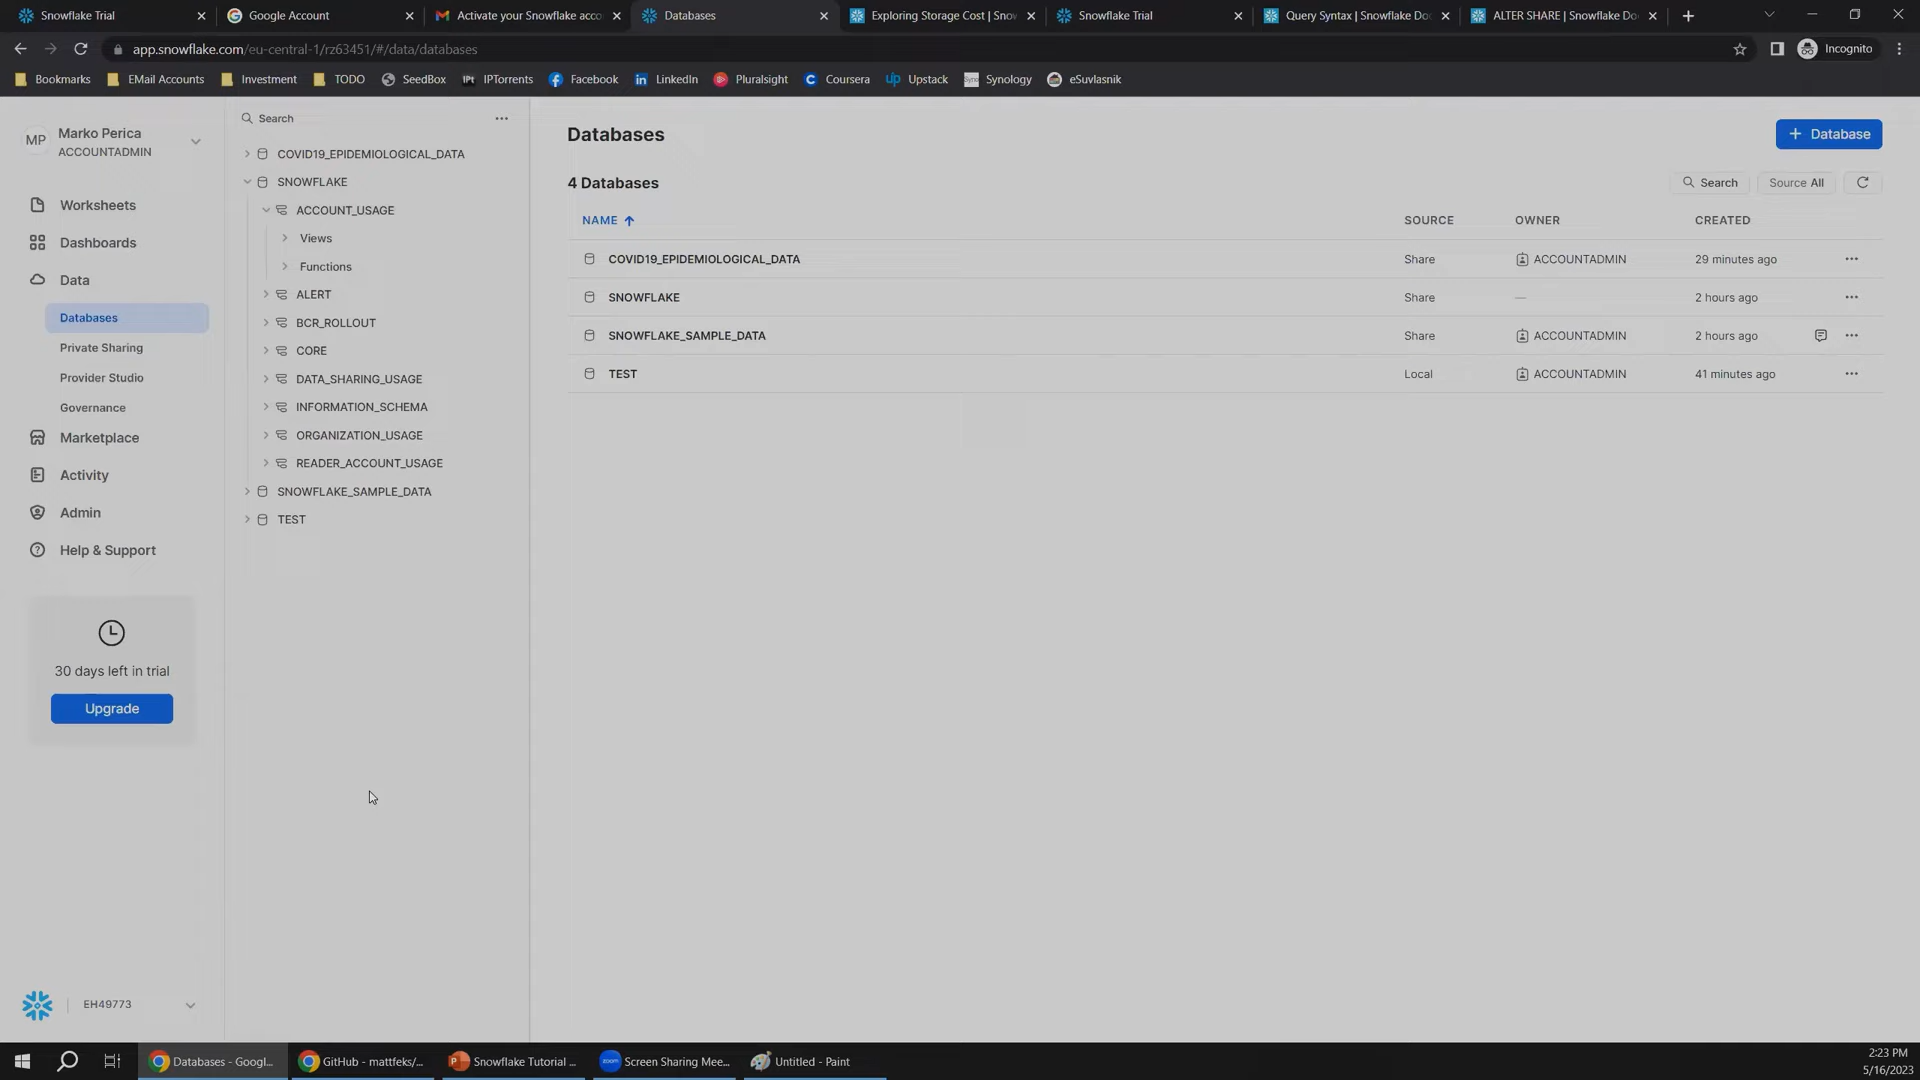 Snowflake Trial
Google Account
Activate your Snowflake acco
Databases
Exploring Storage Cost | Snow
Snowflake Trial
Query Syntax | Snowflake Do
ALTER SHARE | Snowflake Do
app.snowflake.com/eu-central-1/rz63451/#/data/databases
Incognito
Bookmarks
EMail Accounts
Investment
TODO
SeedBox
IPTorrents
Facebook
LinkedIn
Pluralsight
Coursera
Upstack
Synology
eSuvlasnik
MP
Marko Perica
ACCOUNTADMIN
Worksheets
Dashboards
Data
Databases
Private Sharing
Provider Studio
Governance
Marketplace
Activity
Admin
Help & Support
30 days left in trial
Upgrade
EH49773
Search
COVID19_EPIDEMIOLOGICAL_DATA
SNOWFLAKE
ACCOUNT_USAGE
Views
Functions
ALERT
BCR_ROLLOUT
CORE
DATA_SHARING_USAGE
INFORMATION_SCHEMA
ORGANIZATION_USAGE
READER_ACCOUNT_USAGE
SNOWFLAKE_SAMPLE_DATA
TEST
Databases
+ Database
4 Databases
Search
Source All
NAME SOURCE OWNER CREATED
COVID19_EPIDEMIOLOGICAL_DATA Share ACCOUNTADMIN 29 minutes ago
SNOWFLAKE Share — 2 hours ago
SNOWFLAKE_SAMPLE_DATA Share ACCOUNTADMIN 2 hours ago
TEST Local ACCOUNTADMIN 41 minutes ago
Databases - Googl...
GitHub - mattfeks/...
Snowflake Tutorial ...
zoom
Screen Sharing Mee...
Untitled - Paint
2:23 PM
5/16/2023